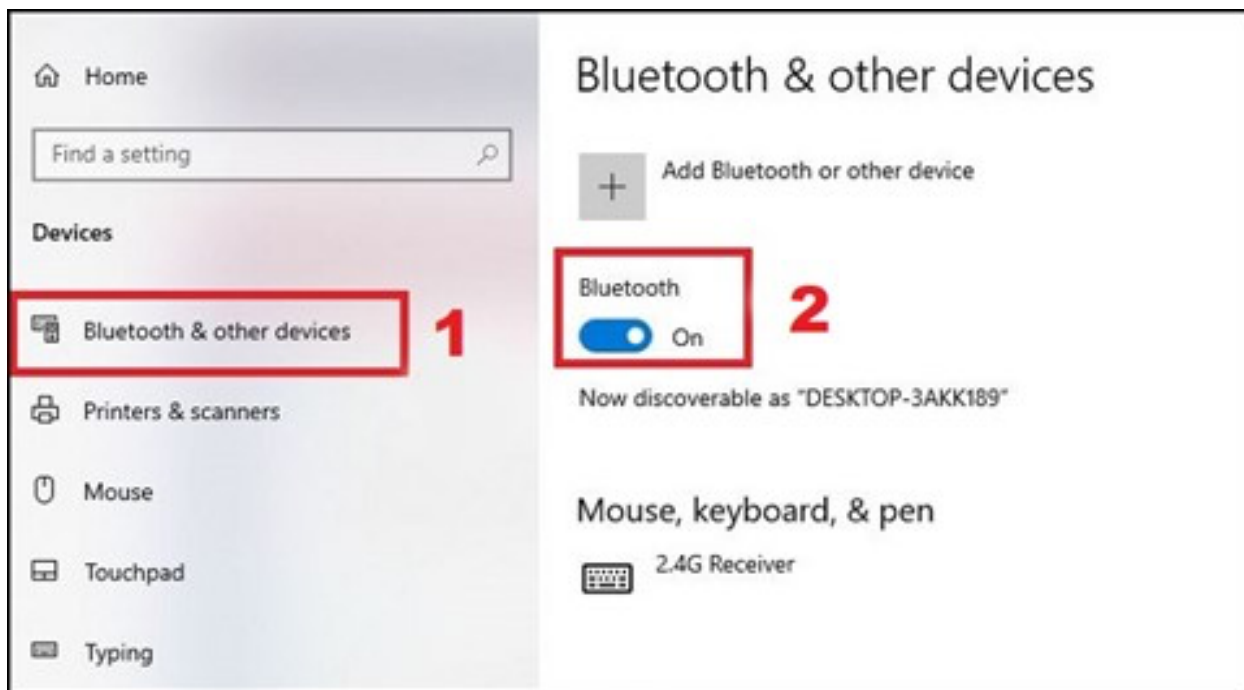 Home
Find a setting
Devices
Bluetooth & other devices
1
Printers & scanners
Mouse
Touchpad
Typing
Bluetooth & other devices
Add Bluetooth or other device
Bluetooth
On
2
Now discoverable as "DESKTOP-3AKK189"
Mouse, keyboard, & pen
2.4G Receiver